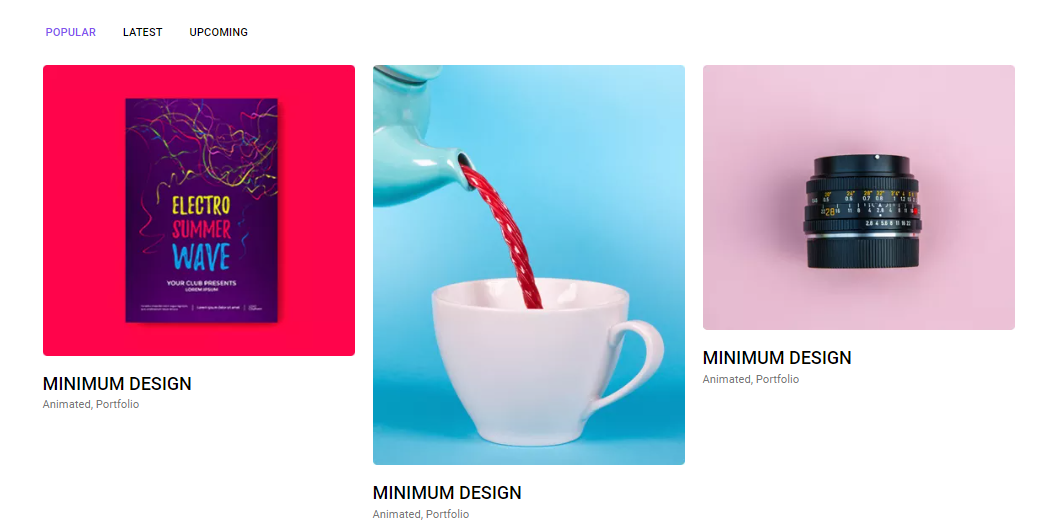 POPULAR LATEST UPCOMING
ELECTRO
SUMMER
WAVE
YOUR CLUB PRESENTS
LOREM IPSUM
MINIMUM DESIGN
Animated, Portfolio
MINIMUM DESIGN
Animated, Portfolio
MINIMUM DESIGN
Animated, Portfolio